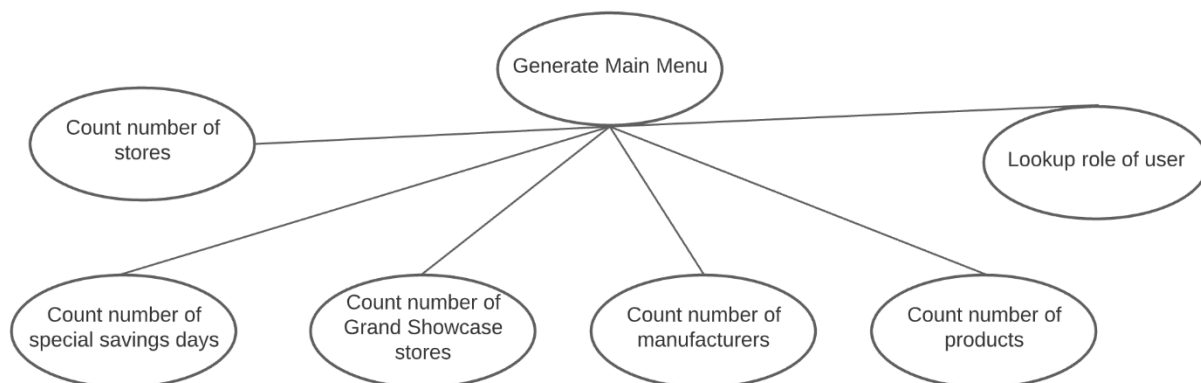 Generate Main Menu
Count number of
stores
Lookup role of user
Count number of
special savings days
Count number of
Grand Showcase
stores
Count number of
manufacturers
Count number of
products